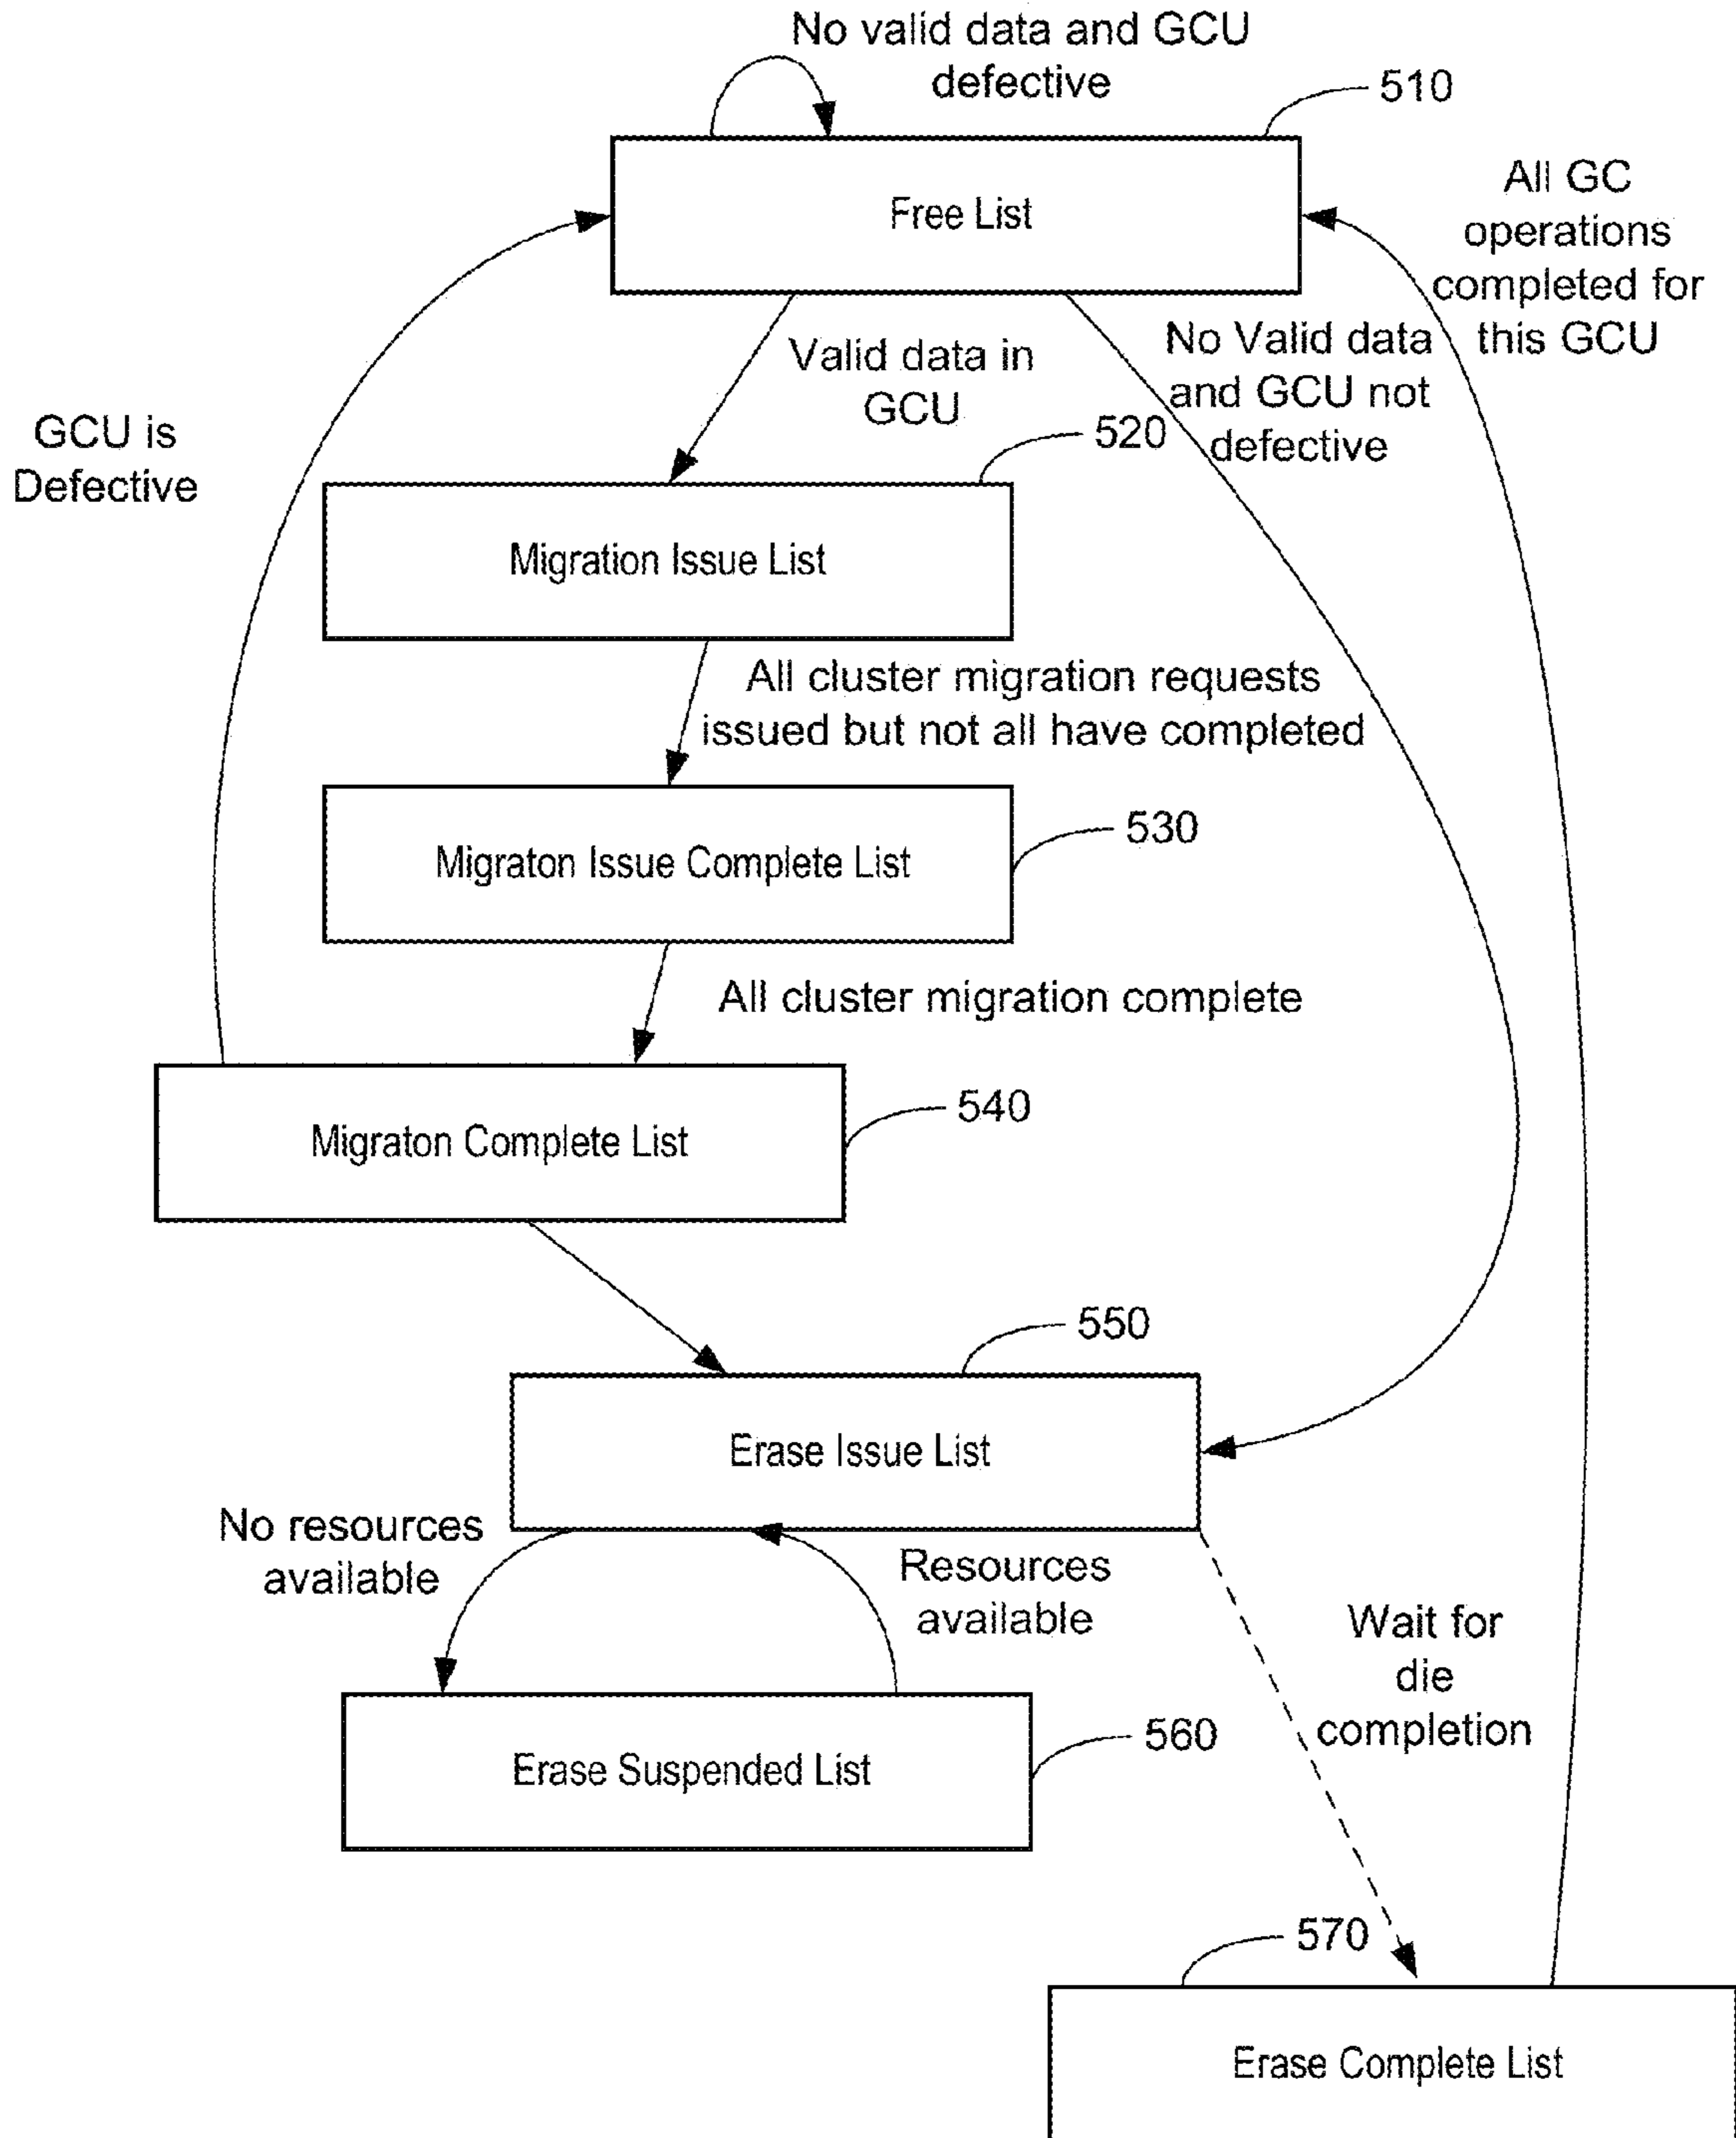 No valid data and GCU
defective
510
Free List
All GC
operations
completed for
this GCU
Valid data in
GCU
No Valid data
and GCU not
defective
GCU is
Defective
520
Migration Issue List
All cluster migration requests
issued but not all have completed
530
Migraton Issue Complete List
All cluster migration complete
540
Migraton Complete List
550
Erase Issue List
No resources
available
Resources
available
Wait for
die
completion
560
Erase Suspended List
570
Erase Complete List